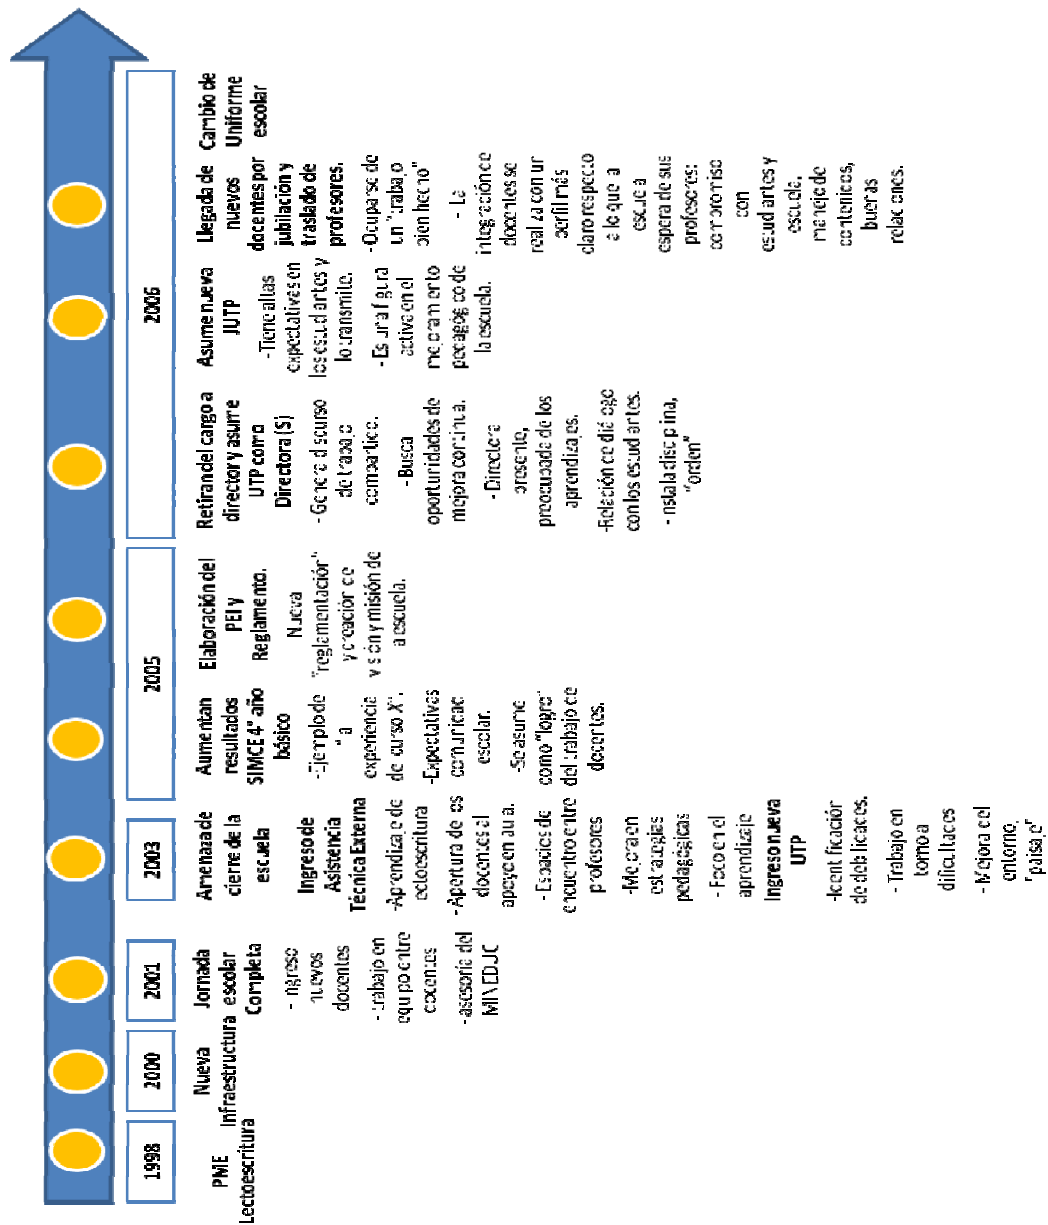 1998
PME
Lectoescritura
2000
Nueva
Infraestructura
2001
Jornada
escolar
Completa
- Ingreso
nuevos
docentes
- trabajo en
equipo entre
docentes
- asesoría del
MINEDUC
2003
Amenaza de
cierre de la
escuela
Ingreso de
Asistencia
Técnica Externa
-Aprendizaje de
lectoescritura
-Apertura de los
docentes al
apoyo en aula.
- Espacios de
encuentro entre
profesores
-Mejora en
estrategias
pedagógicas
- Foco en el
aprendizaje
Ingreso nueva
UTP
-Identificación
de debilidades.
- Trabajo en
torno a
dificultades
- Mejora del
entorno,
"paisaje"
2005
Aumentan
resultados
SIMCE 4° año
básico
-Ejemplo de
"la
experiencia
de curso X".
-Expectativas
comunidad
escolar.
-Se asume
como "logro"
del trabajo de
docentes.
Elaboración del
PEI y
Reglamento.
Nueva
"reglamentación"
y creación de
visión y misión de
la escuela.
2006
Retiran del cargo a
director y asume
UTP como
Directora (S)
- Genera discurso
de trabajo
compartido.
- Busca
oportunidades de
mejora continua.
- Directora
presente,
preocupada de los
aprendizajes.
-Relación de diálogo
con los estudiantes.
- Instala disciplina,
"orden"
Asume nueva
JUTP
- Tiene altas
expectativas en
los estudiantes y
lo transmite.
- Es una figura
activa en el
mejoramiento
pedagógico de
la escuela.
Llegada de
nuevos
docentes por
jubilación y
traslado de
profesores.
-Ocuparse de
un "trabajo
bien hecho"
- La
integración de
docentes se
realiza con un
perfil más
claro respecto
a lo que la
escuela
espera de sus
profesores:
compromiso
con
estudiantes y
escuela,
manejo de
contenidos,
buenas
relaciones.
Cambio de
Uniforme
escolar